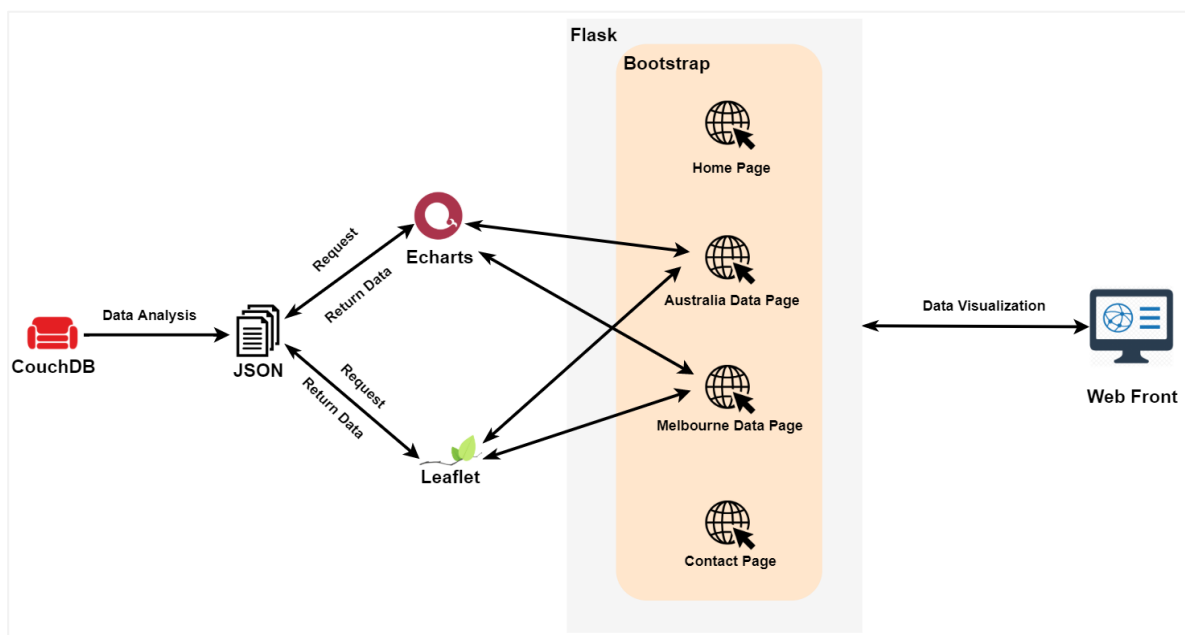 Flask
Bootstrap
Home Page
Request
Echarts
Return Data
Australia Data Page
Data Analysis
Data Visualization
CouchDB
JSON
Request
Return Data
Web Front
Melbourne Data Page
Leaflet
Contact Page